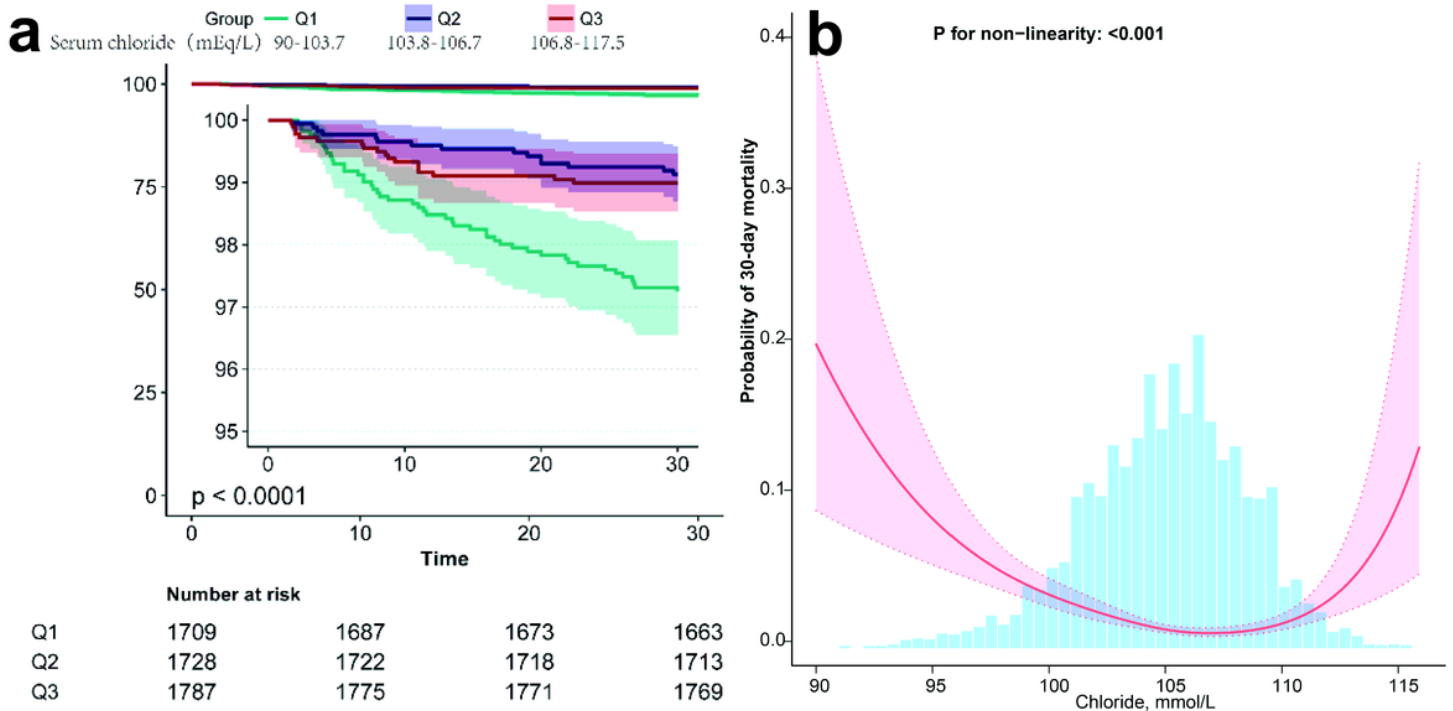 a
Group Q1 Q2 Q3
Serum chloride (mEq/L) 90-103.7 103.8-106.7 106.8-117.5
100
75
50
25
0
100
99
98
97
96
95
0 10 20 30
p < 0.0001
0 10 20 30
Time
Number at risk
Q1 1709 1687 1673 1663
Q2 1728 1722 1718 1713
Q3 1787 1775 1771 1769
b
P for non−linearity: <0.001
Probability of 30-day mortality
0.4
0.3
0.2
0.1
0.0
90 95 100 105 110 115
Chloride, mmol/L